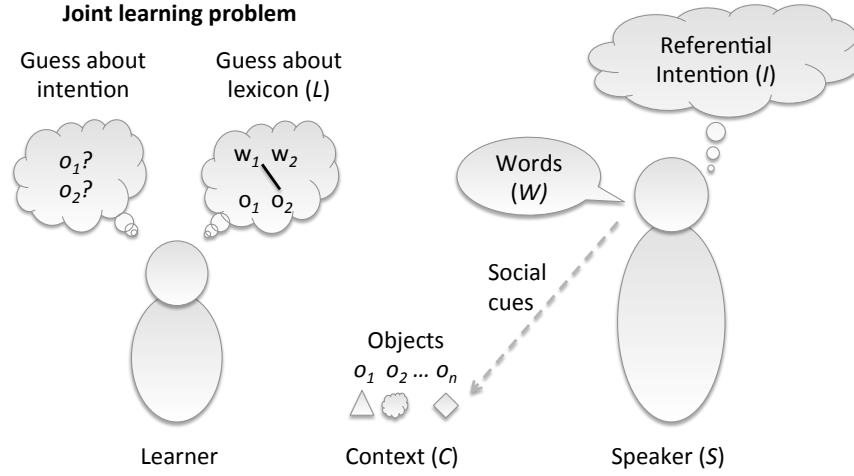 Joint learning problem
Guess about
intention
Guess about
lexicon (L)
o1?
o2?
w1 w2
o1 o2
Referential
Intention (I)
Words
(W)
Social
cues
Objects
o1 o2 ... on
Learner
Context (C)
Speaker (S)